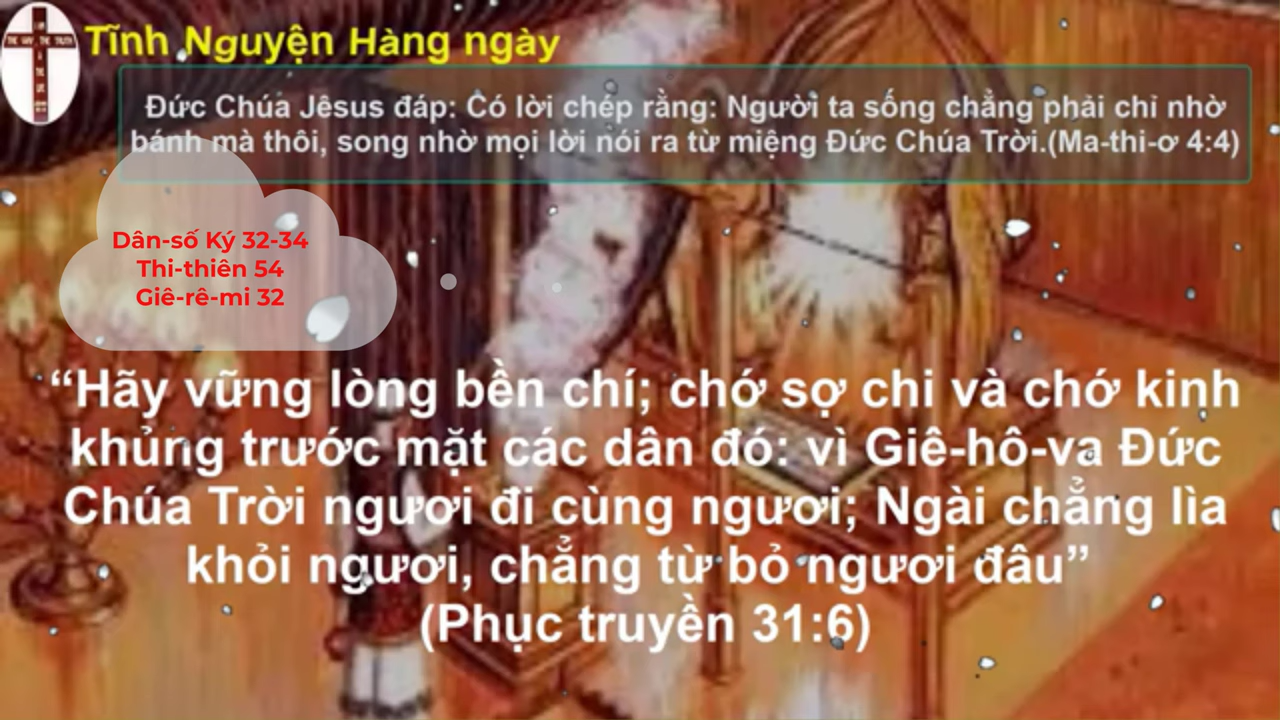 Tĩnh Nguyện Hàng ngày
Đức Chúa Jêsus đáp: Có lời chép rằng: Người ta sống chẳng phải chỉ nhờ
bánh mà thôi, song nhờ mọi lời nói ra từ miệng Đức Chúa Trời.(Ma-thi-ơ 4:4)
Dân-số Ký 32-34
Thi-thiên 54
Giê-rê-mi 32
“Hãy vững lòng bền chí; chớ sợ chi và chớ kinh
khủng trước mặt các dân đó: vì Giê-hô-va Đức
Chúa Trời ngươi đi cùng ngươi; Ngài chẳng lìa
khỏi ngươi, chẳng từ bỏ ngươi đâu”
(Phục truyền 31:6)